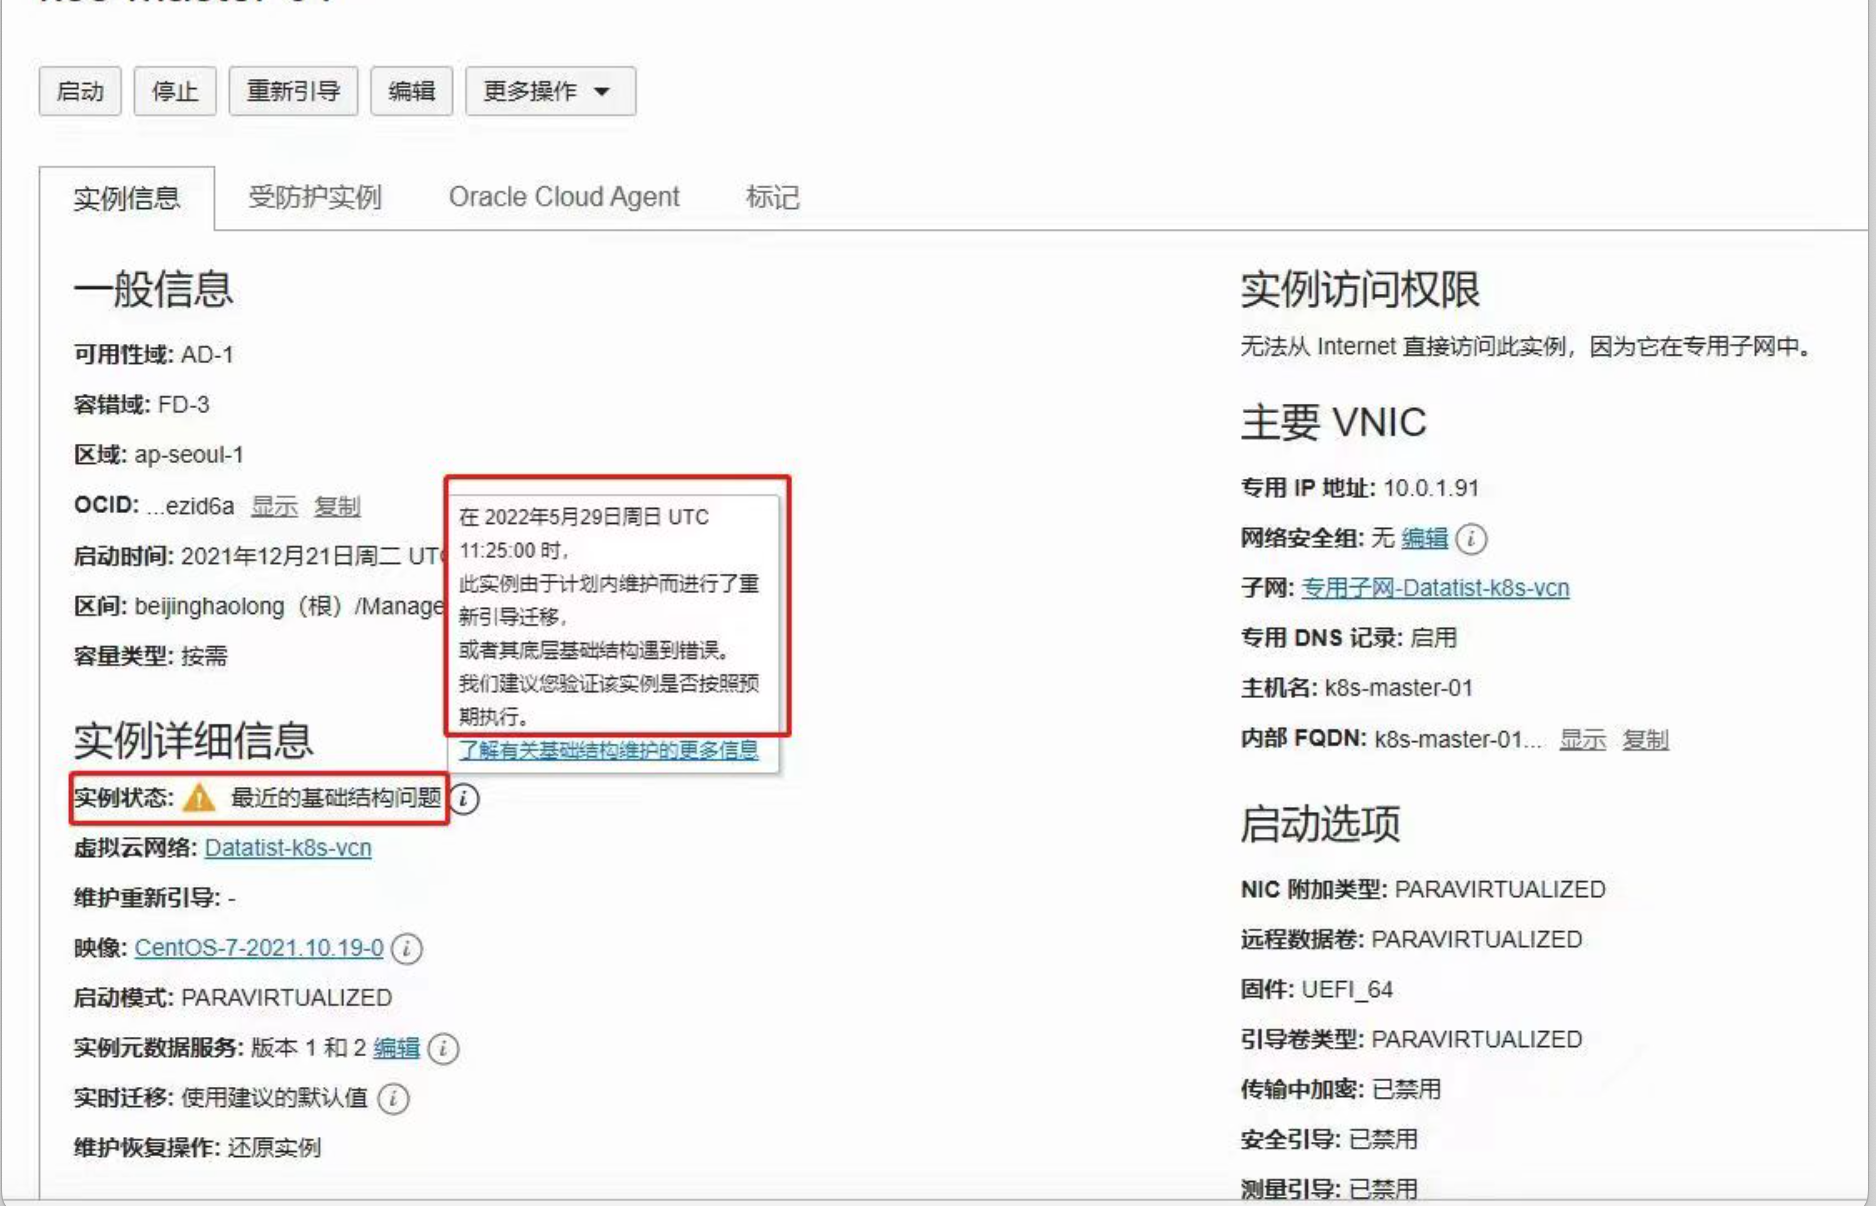 启动
停止
重新引导
编辑
更多操作
实例信息
受防护实例
Oracle Cloud Agent
标记
一般信息
可用性域: AD-1
容错域: FD-3
区域: ap-seoul-1
OCID: ...ezid6a 显示 复制
启动时间: 2021年12月21日周二
区间: beijinghaolong（根）/Manage
容量类型: 按需
在 2022年5月29日周日 UTC
11:25:00 时，
此实例由于计划内维护而进行了重
新引导迁移，
或者其底层基础结构遇到错误。
我们建议您验证该实例是否按照预
期执行。
了解有关基础结构维护的更多信息
实例详细信息
实例状态: 最近的基础结构问题
虚拟云网络: Datatist-k8s-vcn
维护重新引导: -
映像: CentOS-7-2021.10.19-0
启动模式: PARAVIRTUALIZED
实例元数据服务: 版本 1 和 2 编辑
实时迁移: 使用建议的默认值
维护恢复操作: 还原实例
实例访问权限
无法从 Internet 直接访问此实例，因为它在专用子网中。
主要 VNIC
专用 IP 地址: 10.0.1.91
网络安全组: 无 编辑
子网: 专用子网-Datatist-k8s-vcn
专用 DNS 记录: 启用
主机名: k8s-master-01
内部 FQDN: k8s-master-01... 显示 复制
启动选项
NIC 附加类型: PARAVIRTUALIZED
远程数据卷: PARAVIRTUALIZED
固件: UEFI_64
引导卷类型: PARAVIRTUALIZED
传输中加密: 已禁用
安全引导: 已禁用
测量引导: 已禁用